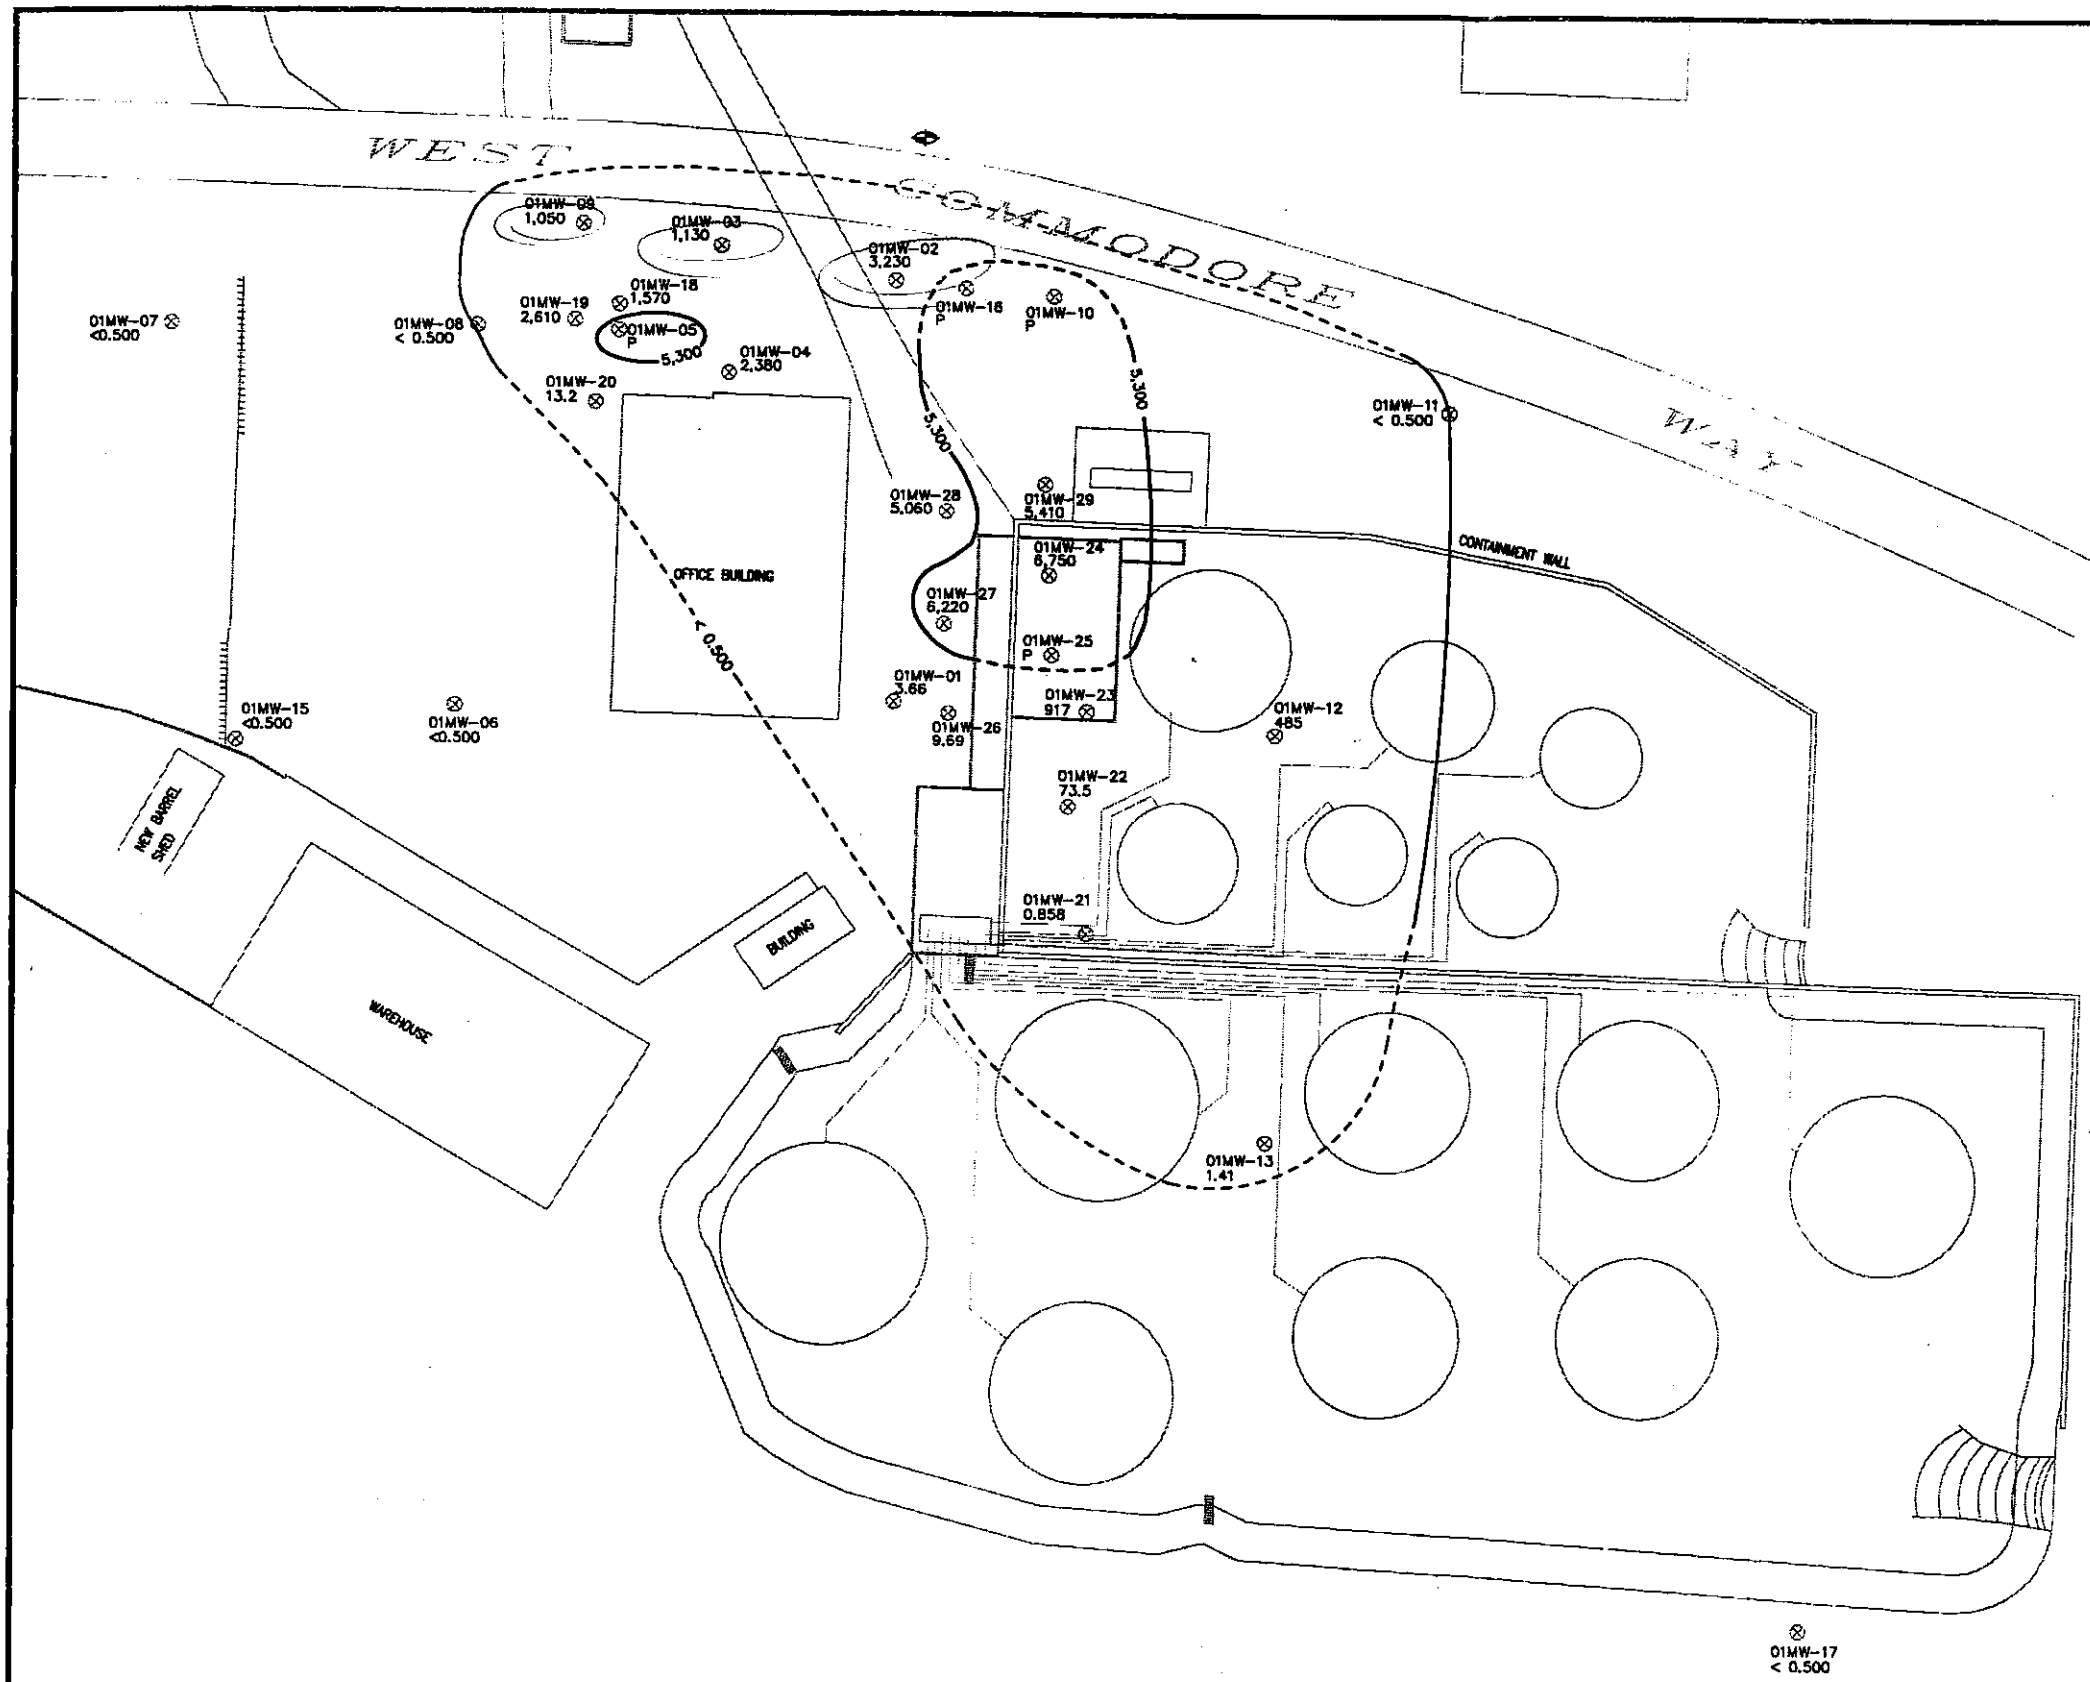 WEST
COMMODORE
WAY
01MW-09
1,050
01MW-03
1,130
01MW-02
3,230
01MW-18
1,570
01MW-19
2,610
01MW-16
P
01MW-10
P
01MW-07
<0.500
01MW-08
< 0.500
01MW-05
P
5,300
01MW-04
2,380
01MW-20
13.2
5,300
5,300
01MW-11
< 0.500
01MW-28
5,060
01MW-29
5,410
CONTAINMENT WALL
01MW-24
6,750
OFFICE BUILDING
01MW-27
6,220
< 0.500
01MW-25
P
01MW-01
3.66
01MW-23
917
01MW-12
485
01MW-15
<0.500
01MW-06
<0.500
01MW-26
9.69
01MW-22
73.5
NEW BARREL
SHED
01MW-21
0.858
BUILDING
WAREHOUSE
01MW-13
1.41
01MW-17
< 0.500